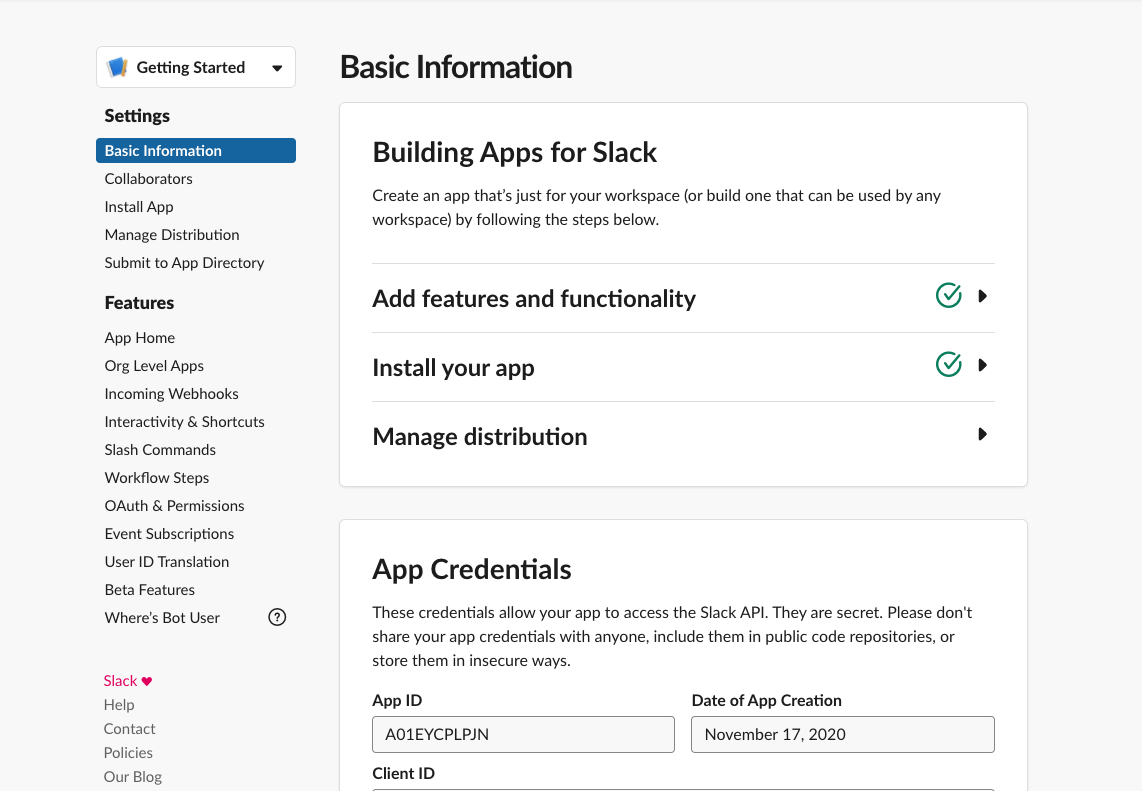 Getting Started
Settings
Basic Information
Collaborators
Install App
Manage Distribution
Submit to App Directory
Features
App Home
Org Level Apps
Incoming Webhooks
Interactivity & Shortcuts
Slash Commands
Workflow Steps
OAuth & Permissions
Event Subscriptions
User ID Translation
Beta Features
Where's Bot User
Slack
Help
Contact
Policies
Our Blog
Basic Information
Building Apps for Slack
Create an app that's just for your workspace (or build one that can be used by any
workspace) by following the steps below.
Add features and functionality
Install your app
Manage distribution
App Credentials
These credentials allow your app to access the Slack API. They are secret. Please don't
share your app credentials with anyone, include them in public code repositories, or
store them in insecure ways.
App ID
A01EYCPLPJN
Date of App Creation
November 17, 2020
Client ID